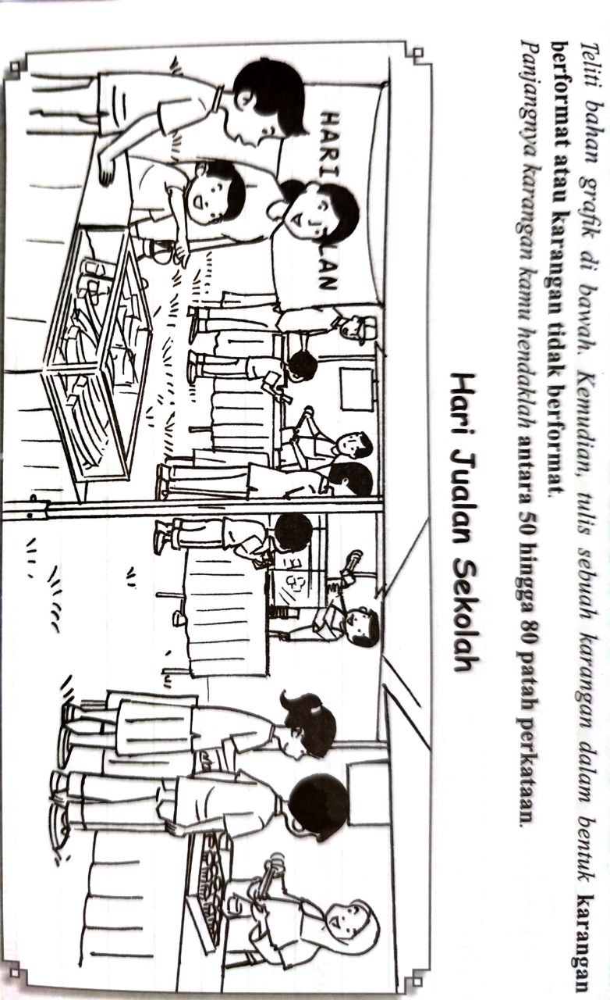 Teliti bahan grafik di bawah. Kemudian, tulis sebuah karangan dalam bentuk karangan
berformat atau karangan tidak berformat.
Panjangnya karangan kamu hendaklah antara 50 hingga 80 patah perkataan.
Hari Jualan Sekolah
HARI LAN